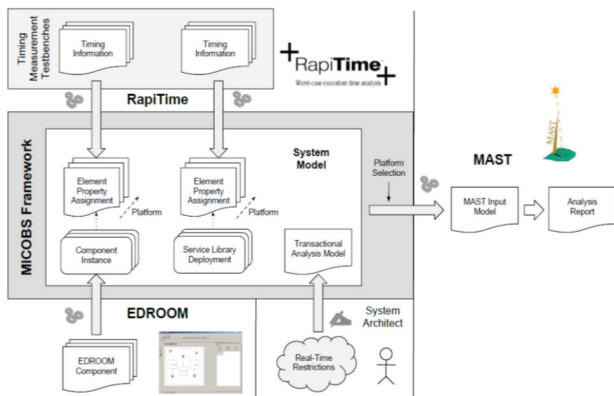 Timing
Measurement
Testbenches
Timing
Information
Timing
Information
RapiTime
RapiTime
Worst-case execution time analysis
MICOBS Framework
System
Model
Element
Property
Assignment
Element
Property
Assignment
Platform
Platform
Component
Instance
Service Library
Deployment
Transactional
Analysis Model
Platform
Selection
MAST
MAST
MAST Input
Model
Analysis
Report
EDROOM
EDROOM
Component
System
Architect
Real-Time
Restrictions